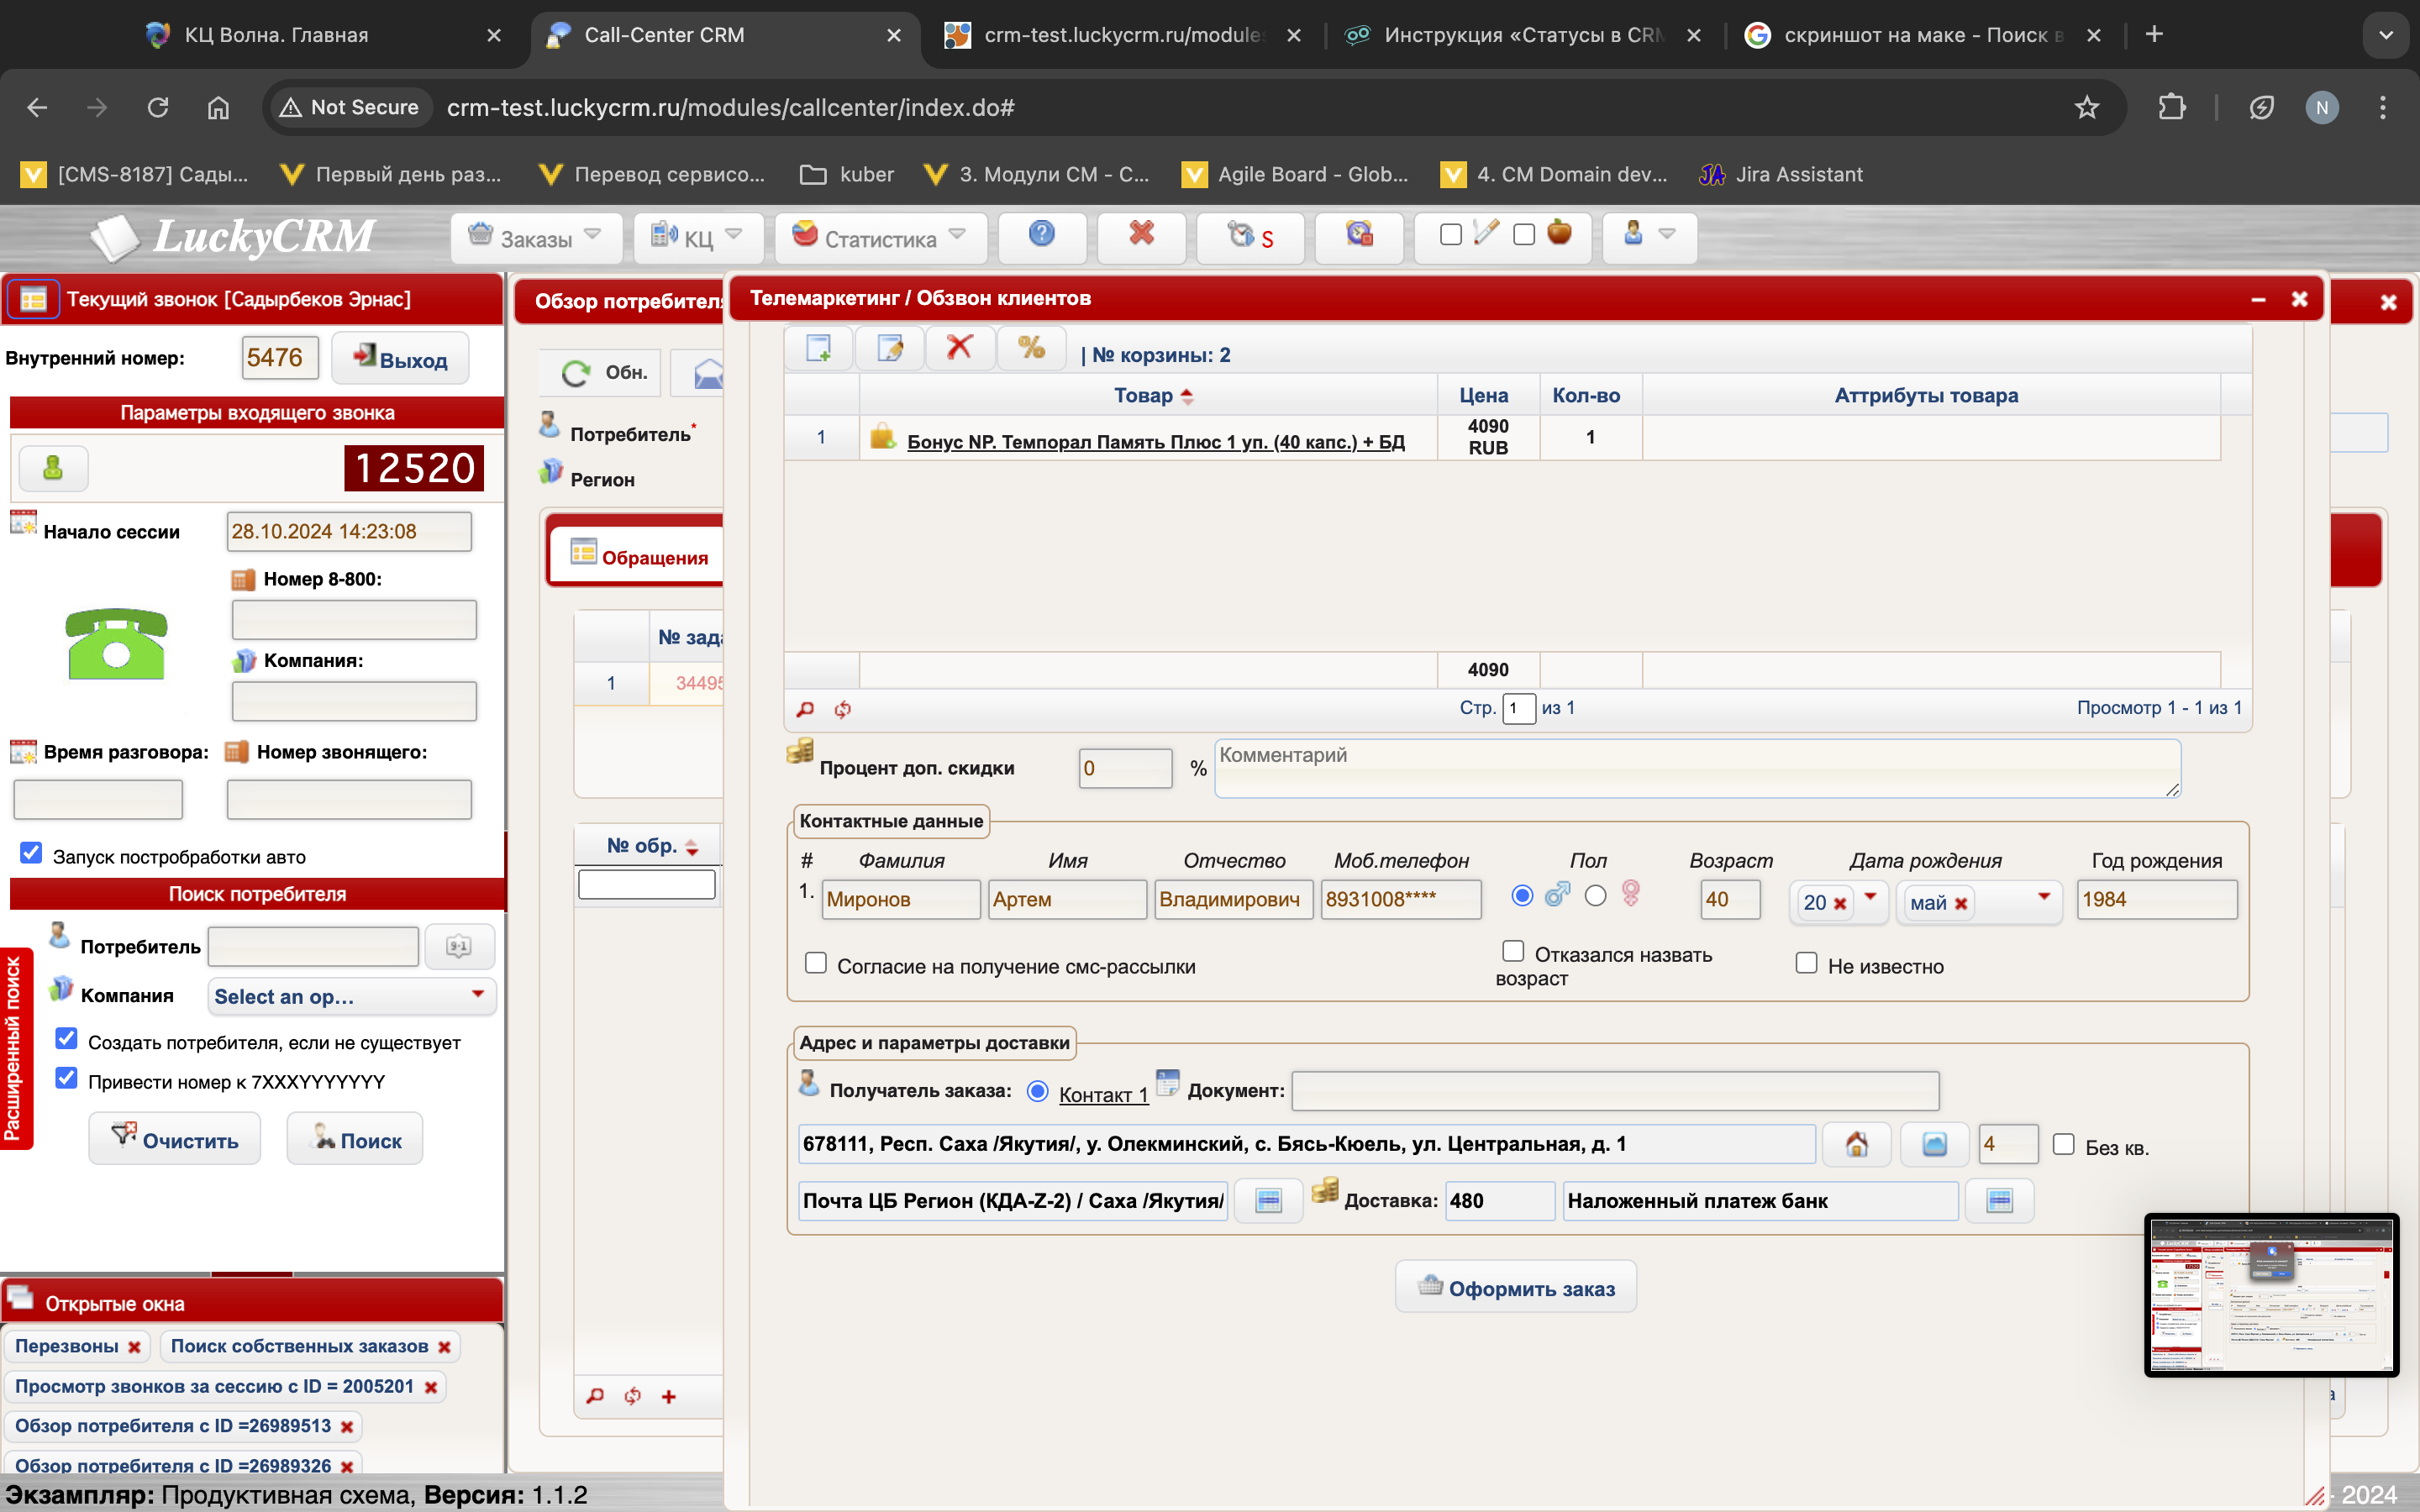 КЦ Волна. Главная
Call-Center CRM
crm-test.luckycrm.ru/module
Инструкция «Статусы в CRM
скриншот на маке - Поиск в
Not Secure
crm-test.luckycrm.ru/modules/callcenter/index.do#
N
[CMS-8187] Сады...
Первый день раз...
Перевод сервисо...
kuber
3. Модули СМ - С...
Agile Board - Glob...
4. CM Domain dev...
Jira Assistant
LuckyCRM
Заказы
КЦ
Статистика
S
Текущий звонок [Садырбеков Эрнас]
Внутренний номер:
5476
Выход
Параметры входящего звонка
12520
Начало сессии
28.10.2024 14:23:08
Номер 8-800:
Компания:
Время разговора:
Номер звонящего:
Запуск постробработки авто
Поиск потребителя
Расширенный поиск
Потребитель
9-1
Компания
Select an op...
Создать потребителя, если не существует
Привести номер к 7XXXYYYYYYY
Очистить
Поиск
Открытые окна
Перезвоны
Поиск собственных заказов
Просмотр звонков за сессию с ID = 2005201
Обзор потребителя с ID =26989513
Обзор потребителя с ID =26989326
Экзампляр: Продуктивная схема, Версия: 1.1.2
Обзор потребителя
Обн.
Потребитель*
Регион
Обращения
№ зада
1
34495
№ обр.
Телемаркетинг / Обзвон клиентов
| № корзины: 2
Товар
Цена
Кол-во
Аттрибуты товара
1
Бонус NP. Темпорал Память Плюс 1 уп. (40 капс.) + БД
4090 RUB
1
4090
Стр. 1 из 1
Просмотр 1 - 1 из 1
Процент доп. скидки
0
%
Комментарий
Контактные данные
#
Фамилия
Имя
Отчество
Моб.телефон
Пол
Возраст
Дата рождения
Год рождения
1.
Миронов
Артем
Владимирович
8931008****
40
20
май
1984
Согласие на получение смс-рассылки
Отказался назвать возраст
Не известно
Адрес и параметры доставки
Получатель заказа:
Контакт 1
Документ:
678111, Респ. Саха /Якутия/, у. Олекминский, с. Бясь-Кюель, ул. Центральная, д. 1
4
Без кв.
Почта ЦБ Регион (КДА-Z-2) / Саха /Якутия/
Доставка:
480
Наложенный платеж банк
Оформить заказ
- 2024